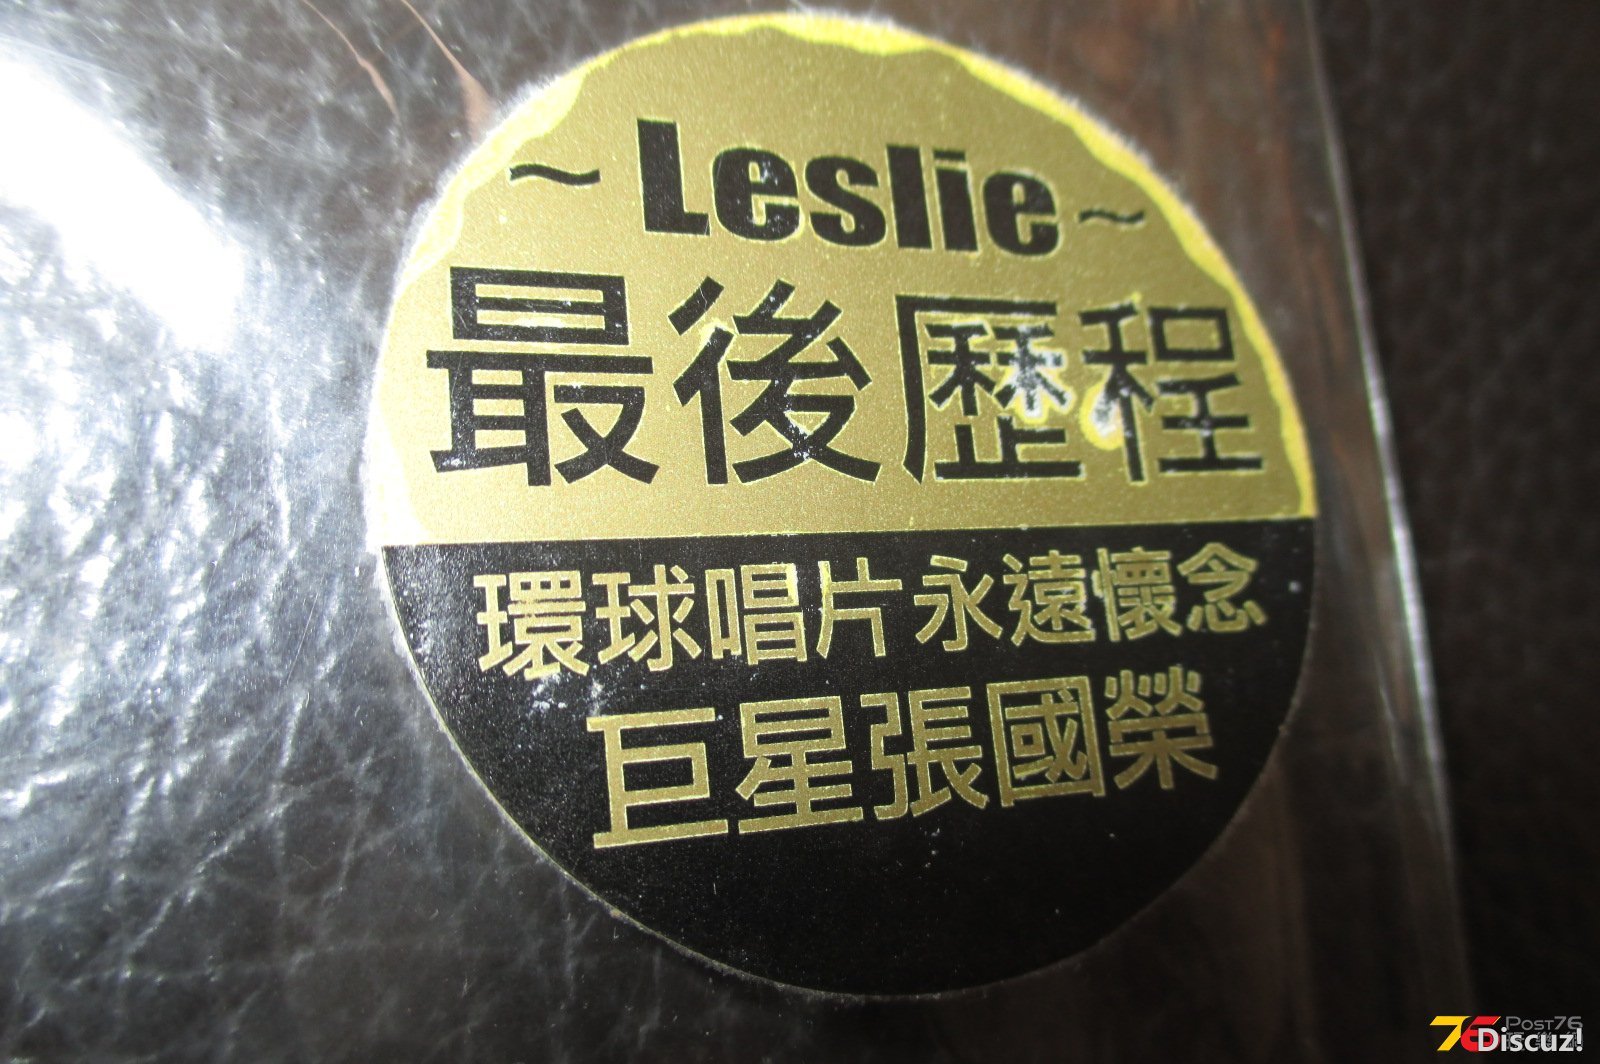 ~Leslie~
最後歷程
環球唱片永遠懷念
巨星張國榮
Post76
Discuz!